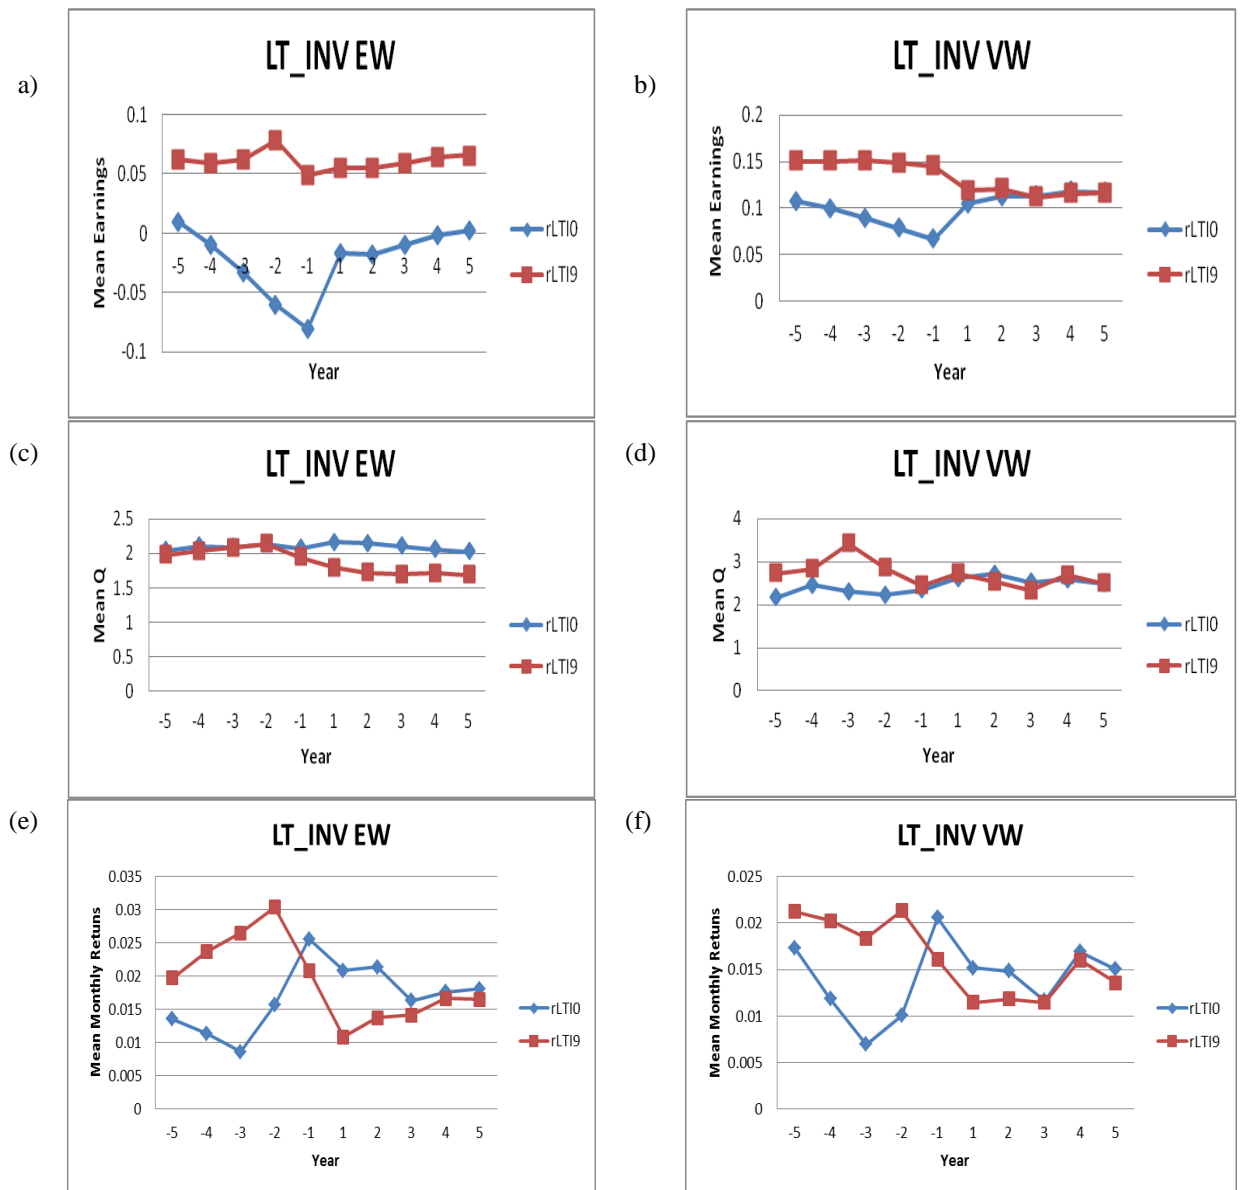 a)
LT_INV EW
Mean Earnings
0.1
0.05
0
-0.05
-0.1
-5 -4 -3 -2 -1 1 2 3 4 5
Year
rLTI0
rLTI9
b)
LT_INV VW
Mean Earnings
0.2
0.15
0.1
0.05
0
-5 -4 -3 -2 -1 1 2 3 4 5
Year
rLTI0
rLTI9
(c)
LT_INV EW
Mean Q
2.5
2
1.5
1
0.5
0
-5 -4 -3 -2 -1 1 2 3 4 5
Year
rLTI0
rLTI9
(d)
LT_INV VW
Mean Q
4
3
2
1
0
-5 -4 -3 -2 -1 1 2 3 4 5
Year
rLTI0
rLTI9
(e)
LT_INV EW
Mean Monthly Retuns
0.035
0.03
0.025
0.02
0.015
0.01
0.005
0
-5 -4 -3 -2 -1 1 2 3 4 5
Year
rLTI0
rLTI9
(f)
LT_INV VW
Mean Monthly Retuns
0.025
0.02
0.015
0.01
0.005
0
-5 -4 -3 -2 -1 1 2 3 4 5
Year
rLTI0
rLTI9